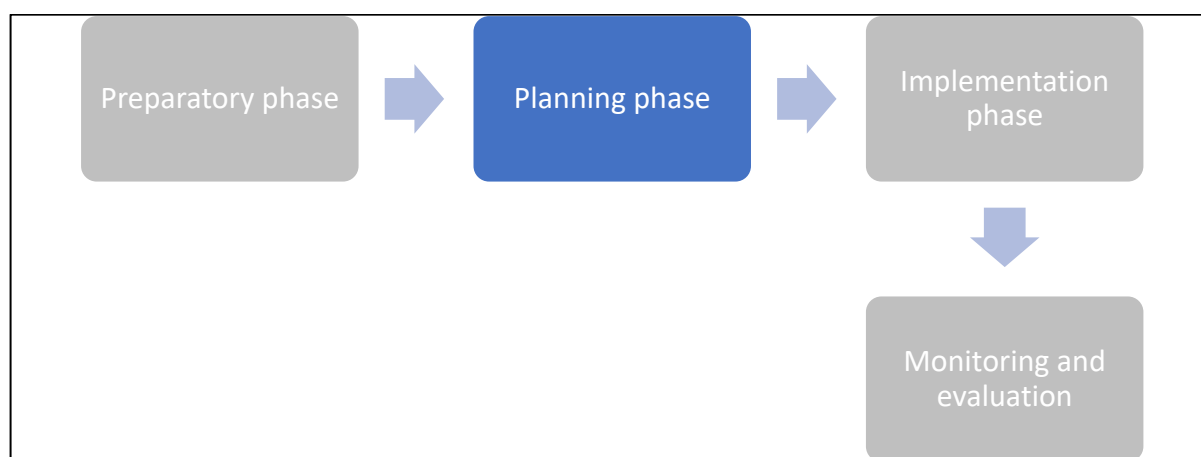 Preparatory phase
Planning phase
Implementation
phase
Monitoring and
evaluation